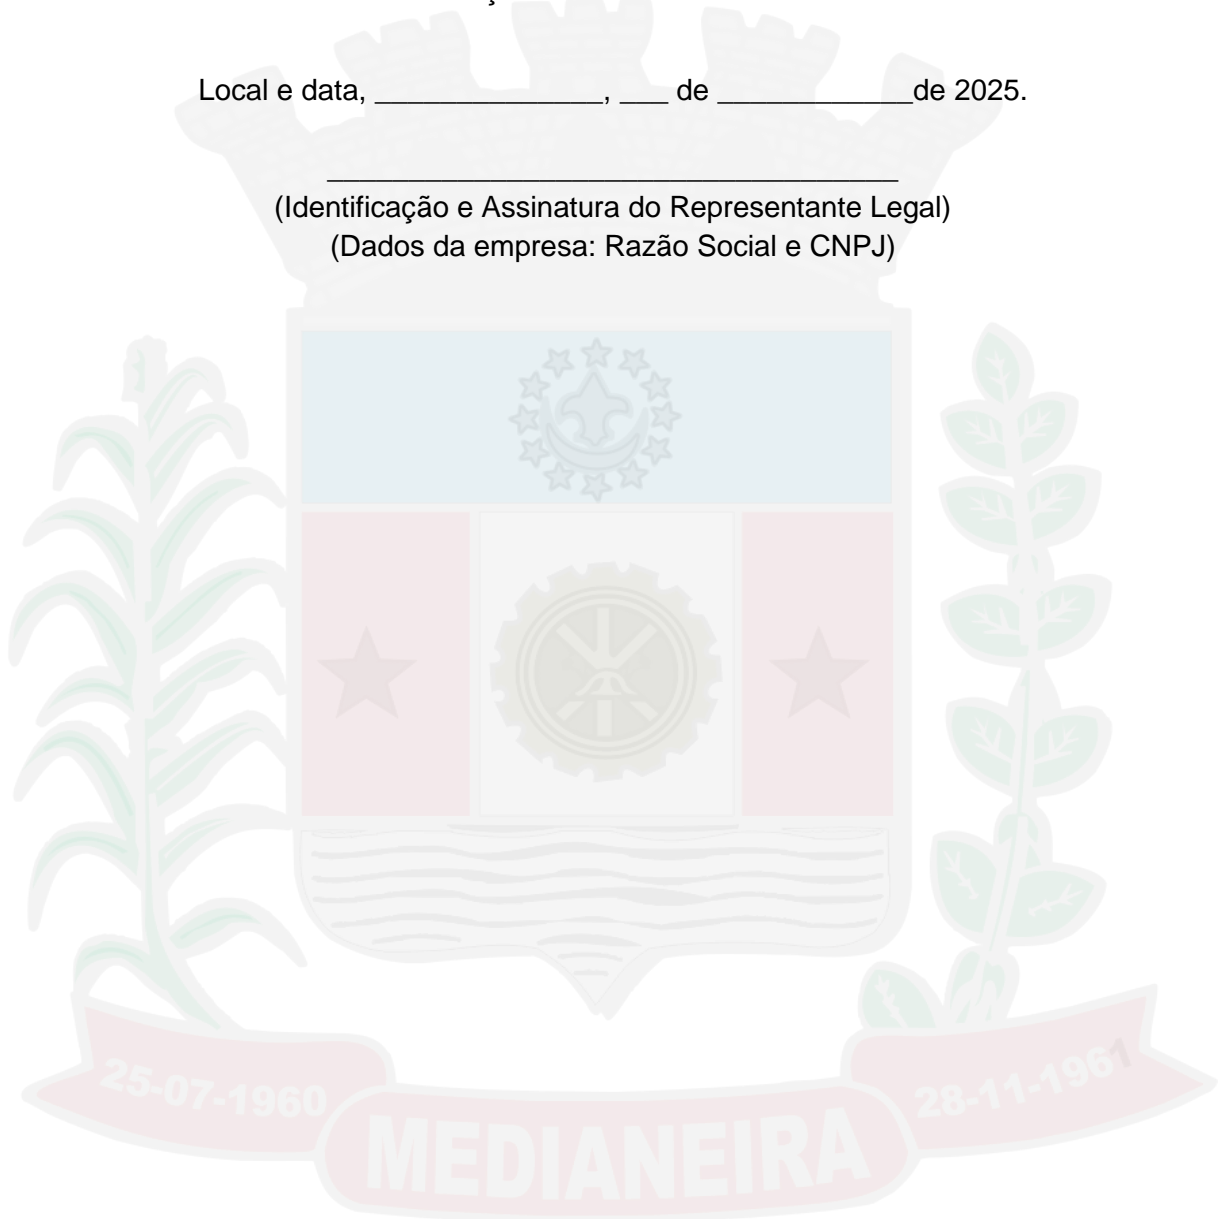 Local e data, ______________, ___ de ____________de 2025.
___________________________________
(Identificação e Assinatura do Representante Legal)
(Dados da empresa: Razão Social e CNPJ)
25-07-1960
28-11-1961
MEDIANEIRA